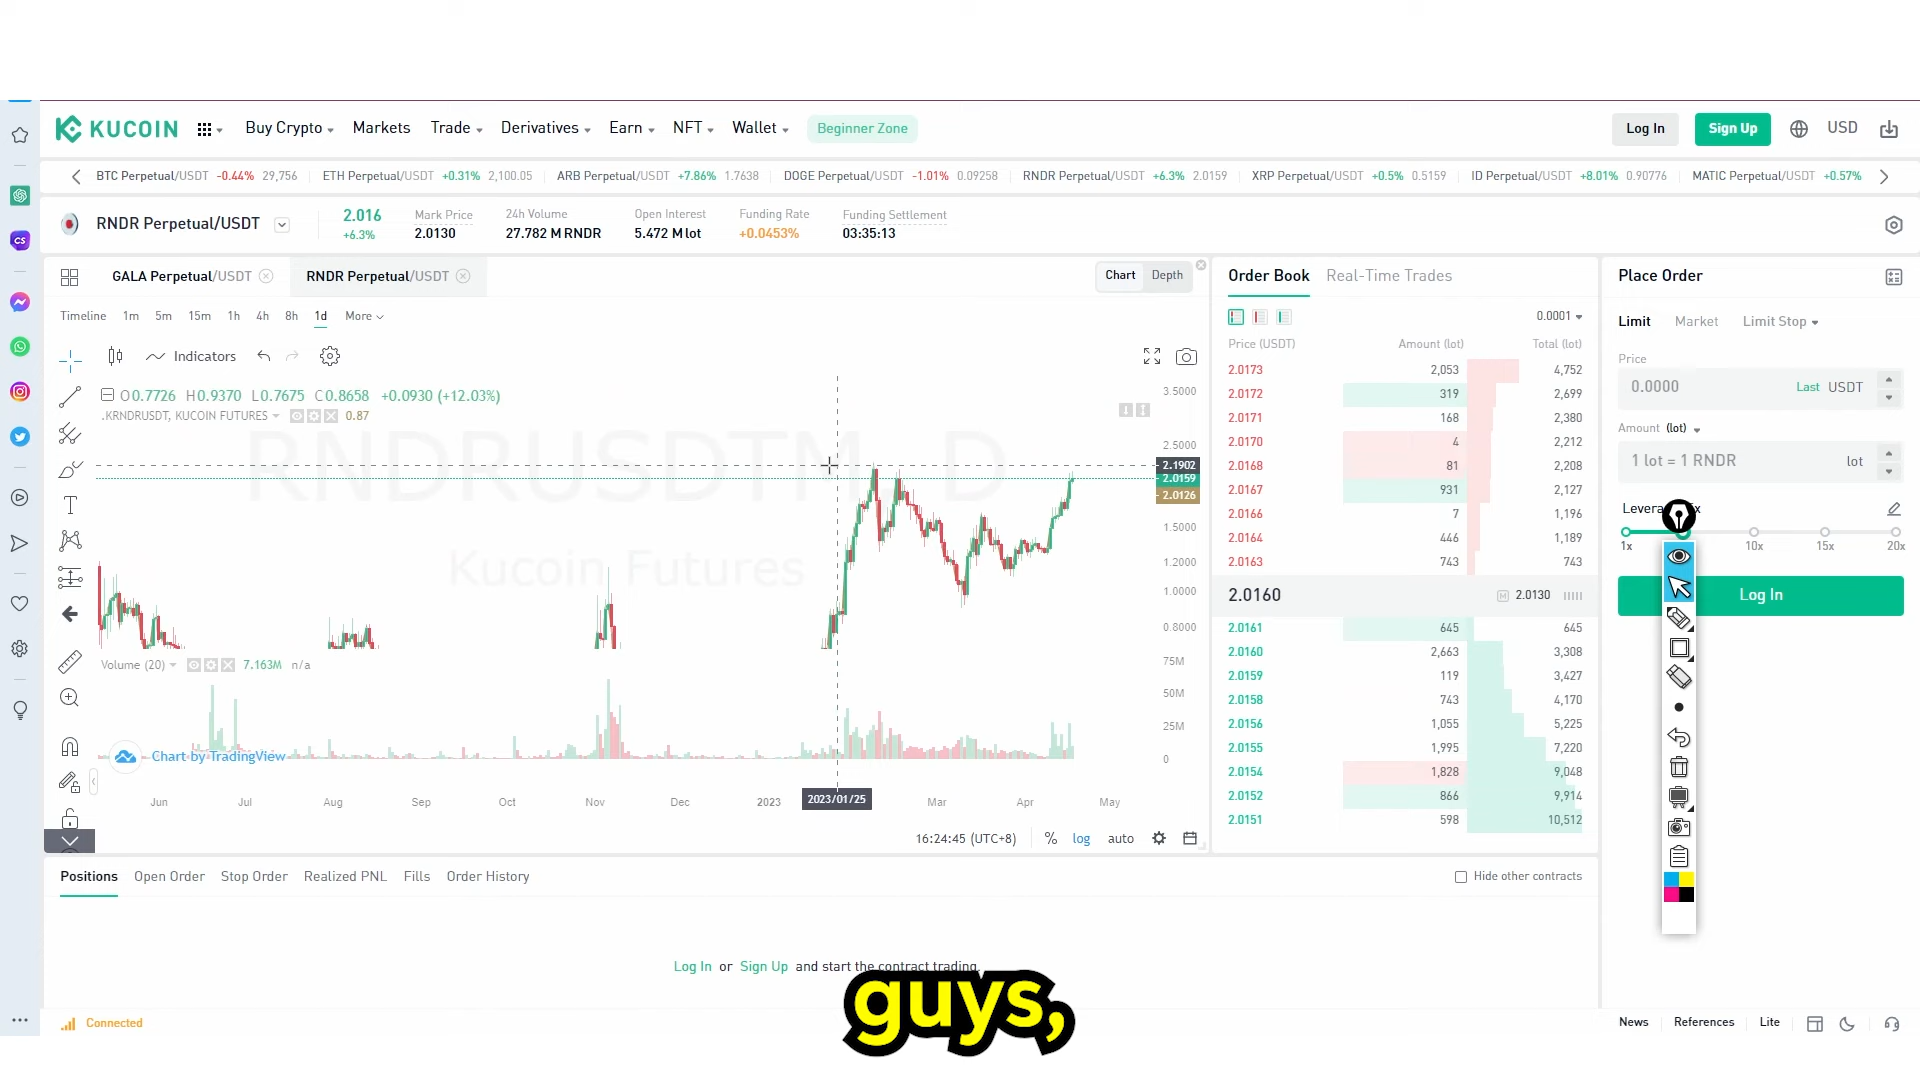 KUCOIN
Buy Crypto Markets Trade Derivatives Earn NFT Wallet Beginner Zone Log In Sign Up USD
BTC Perpetual/USDT -0.44% 29,756 ETH Perpetual/USDT +0.31% 2,100.05 ARB Perpetual/USDT +7.86% 1.7638 DOGE Perpetual/USDT -1.01% 0.09258 RNDR Perpetual/USDT +6.3% 2.0159 XRP Perpetual/USDT +0.5% 0.5159 ID Perpetual/USDT +8.01% 0.90776 MATIC Perpetual/USDT +0.57%
RNDR Perpetual/USDT 2.016 Mark Price 24h Volume Open Interest Funding Rate Funding Settlement
+6.3% 2.0130 27.782 M RNDR 5.472 M lot +0.0453% 03:35:13
GALA Perpetual/USDT RNDR Perpetual/USDT Chart Depth
Timeline 1m 5m 15m 1h 4h 8h 1d More
Indicators
O0.7726 H0.9370 L0.7675 C0.8658 +0.0930 (+12.03%)
.KRNDRUSDT, KUCOIN FUTURES 0.87
RNDRUSDTM, D
Kucoin Futures
3.5000
2.5000
2.1902
2.0159
2.0126
1.5000
1.2000
1.0000
0.8000
Volume (20) 7.163M n/a
75M
50M
25M
0
Chart by TradingView
Jun Jul Aug Sep Oct Nov Dec 2023 2023/01/25 Mar Apr May
16:24:45 (UTC+8) % log auto
Order Book Real-Time Trades
0.0001
Price (USDT) Amount (lot) Total (lot)
2.0173 2,053 4,752
2.0172 319 2,699
2.0171 168 2,380
2.0170 4 2,212
2.0168 81 2,208
2.0167 931 2,127
2.0166 7 1,196
2.0164 446 1,189
2.0163 743 743
2.0160 M 2.0130
2.0161 645 645
2.0160 2,663 3,308
2.0159 119 3,427
2.0158 743 4,170
2.0156 1,055 5,225
2.0155 1,995 7,220
2.0154 1,828 9,048
2.0152 866 9,914
2.0151 598 10,512
Place Order
Limit Market Limit Stop
Price
0.0000 Last USDT
Amount (lot)
1 lot = 1 RNDR lot
Levera x
1x 10x 15x 20x
Log In
Positions Open Order Stop Order Realized PNL Fills Order History Hide other contracts
Log In or Sign Up and start the contract trading.
guys,
Connected News References Lite